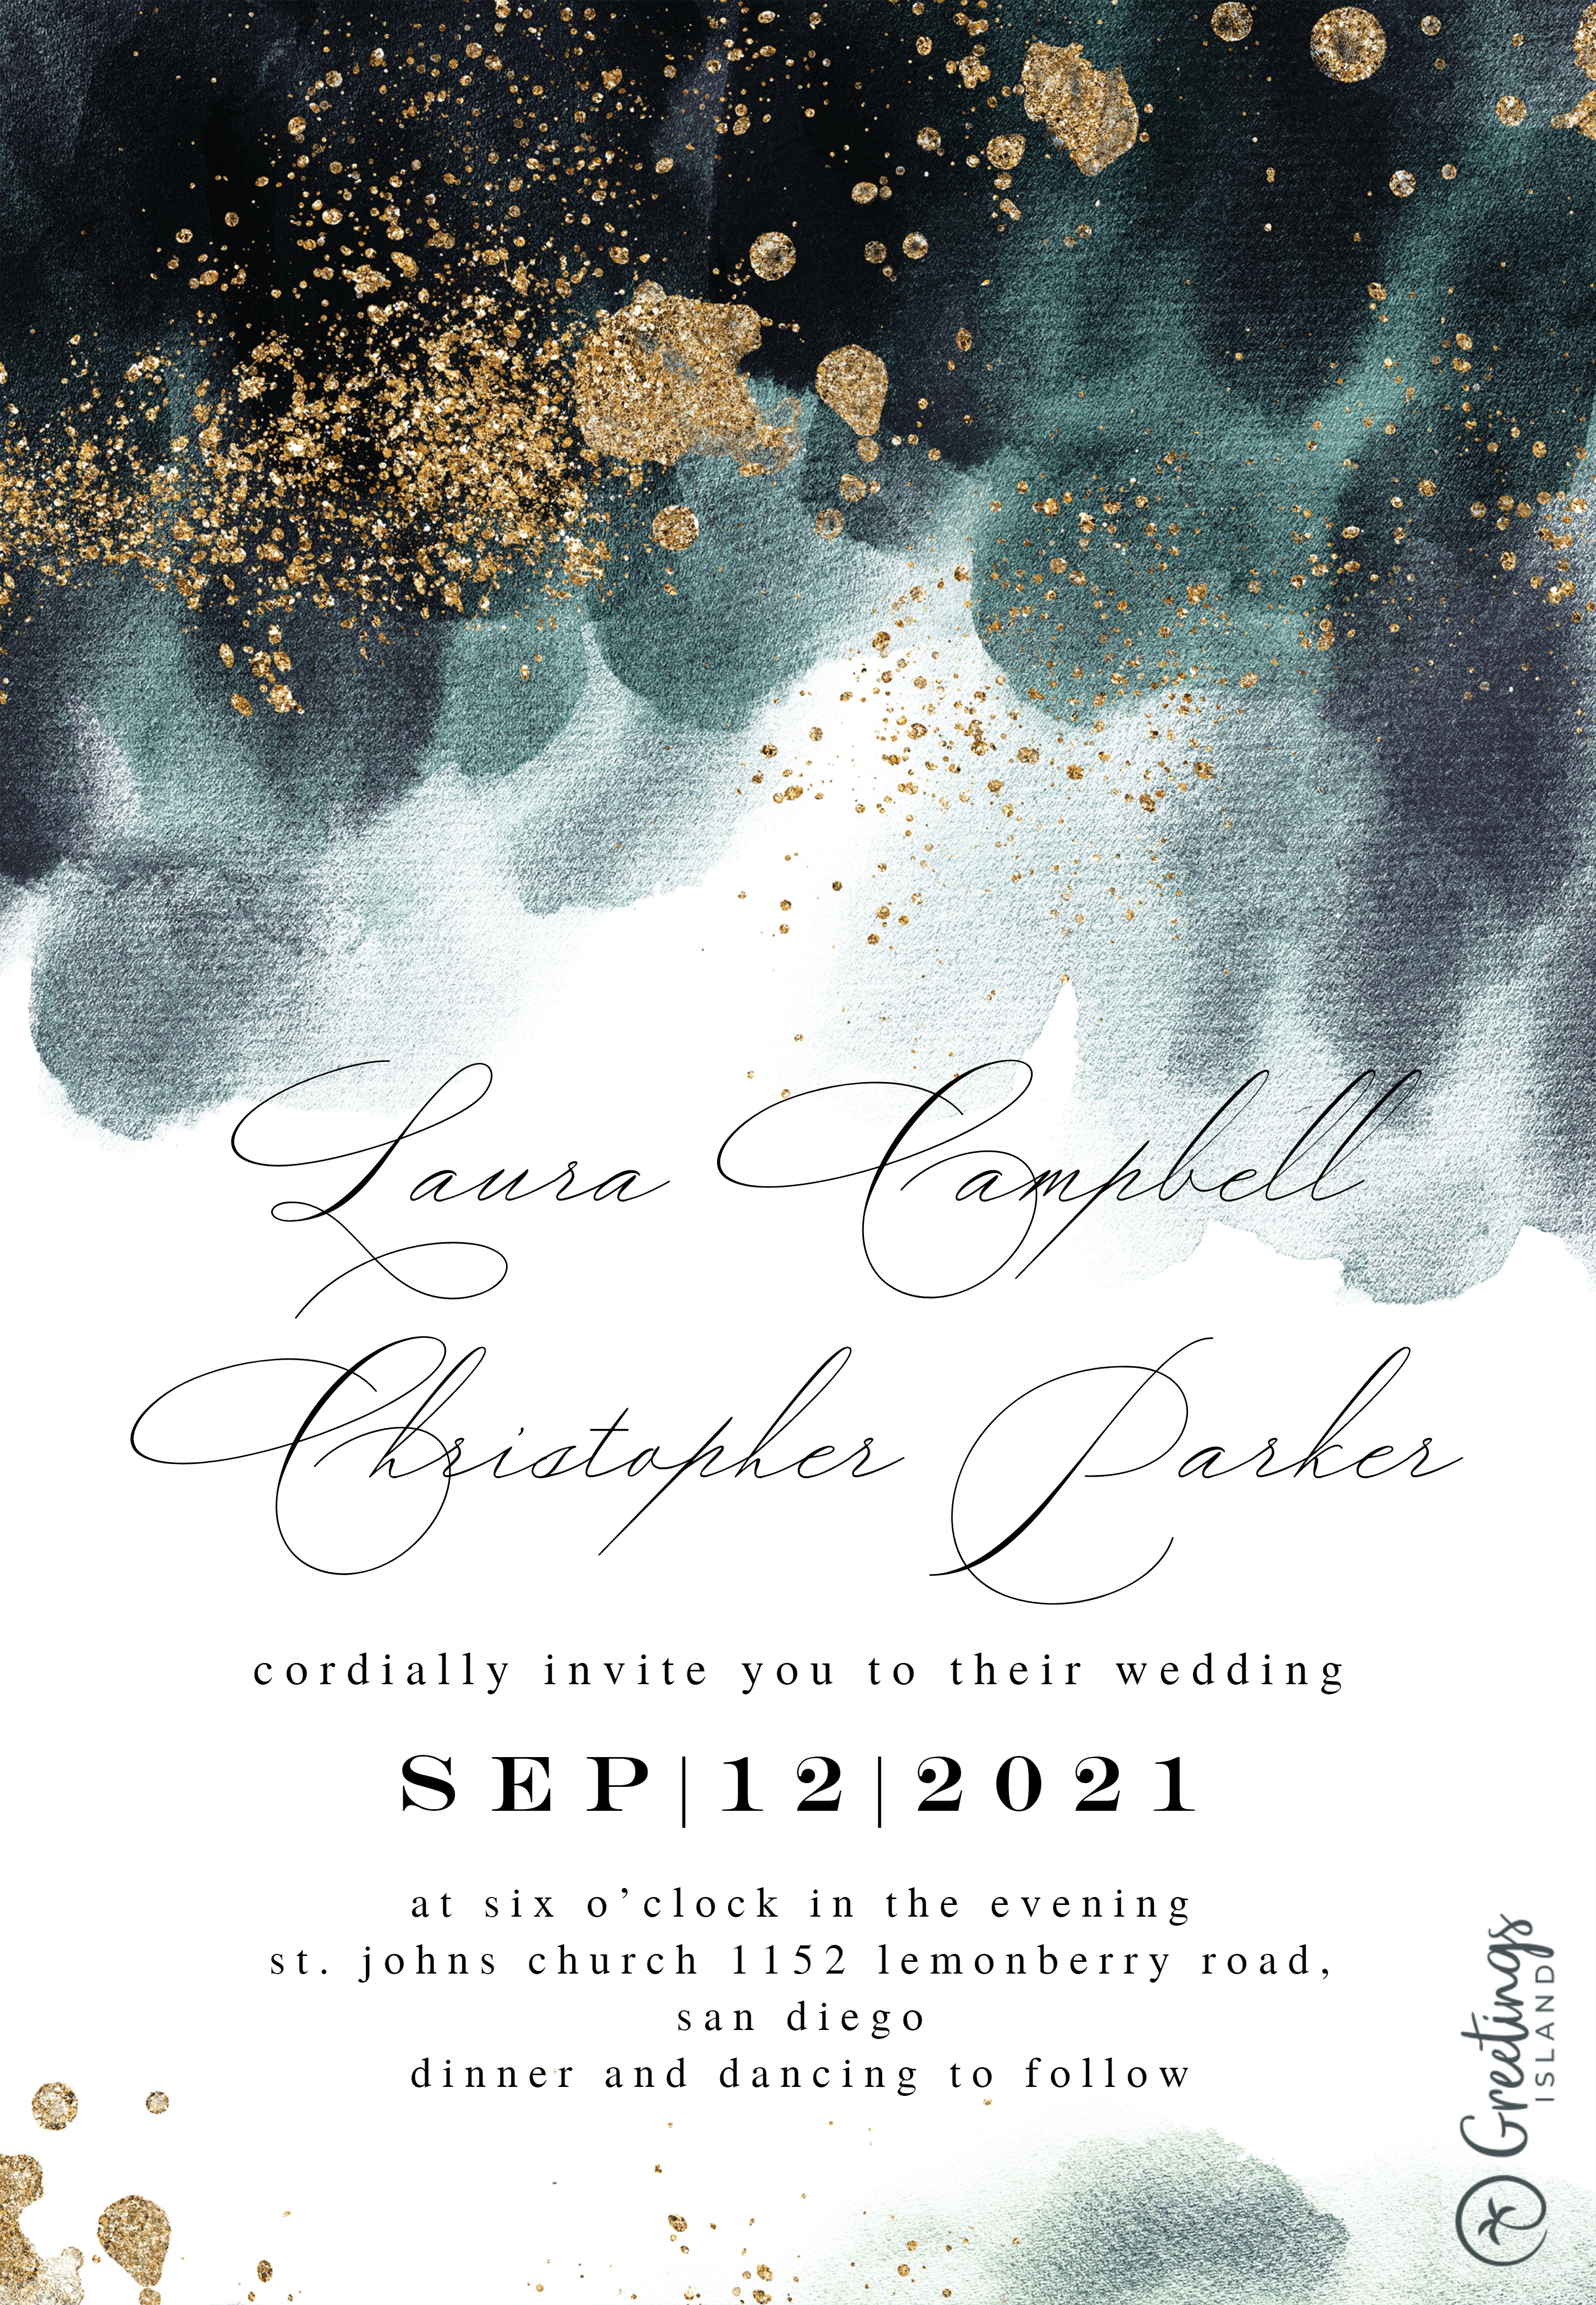 Laura Campbell
Christopher Parker
cordially invite you to their wedding
SEP|12|2021
at six o’clock in the evening
st. johns church 1152 lemonberry road,
san diego
dinner and dancing to follow
Greetings
ISLAND